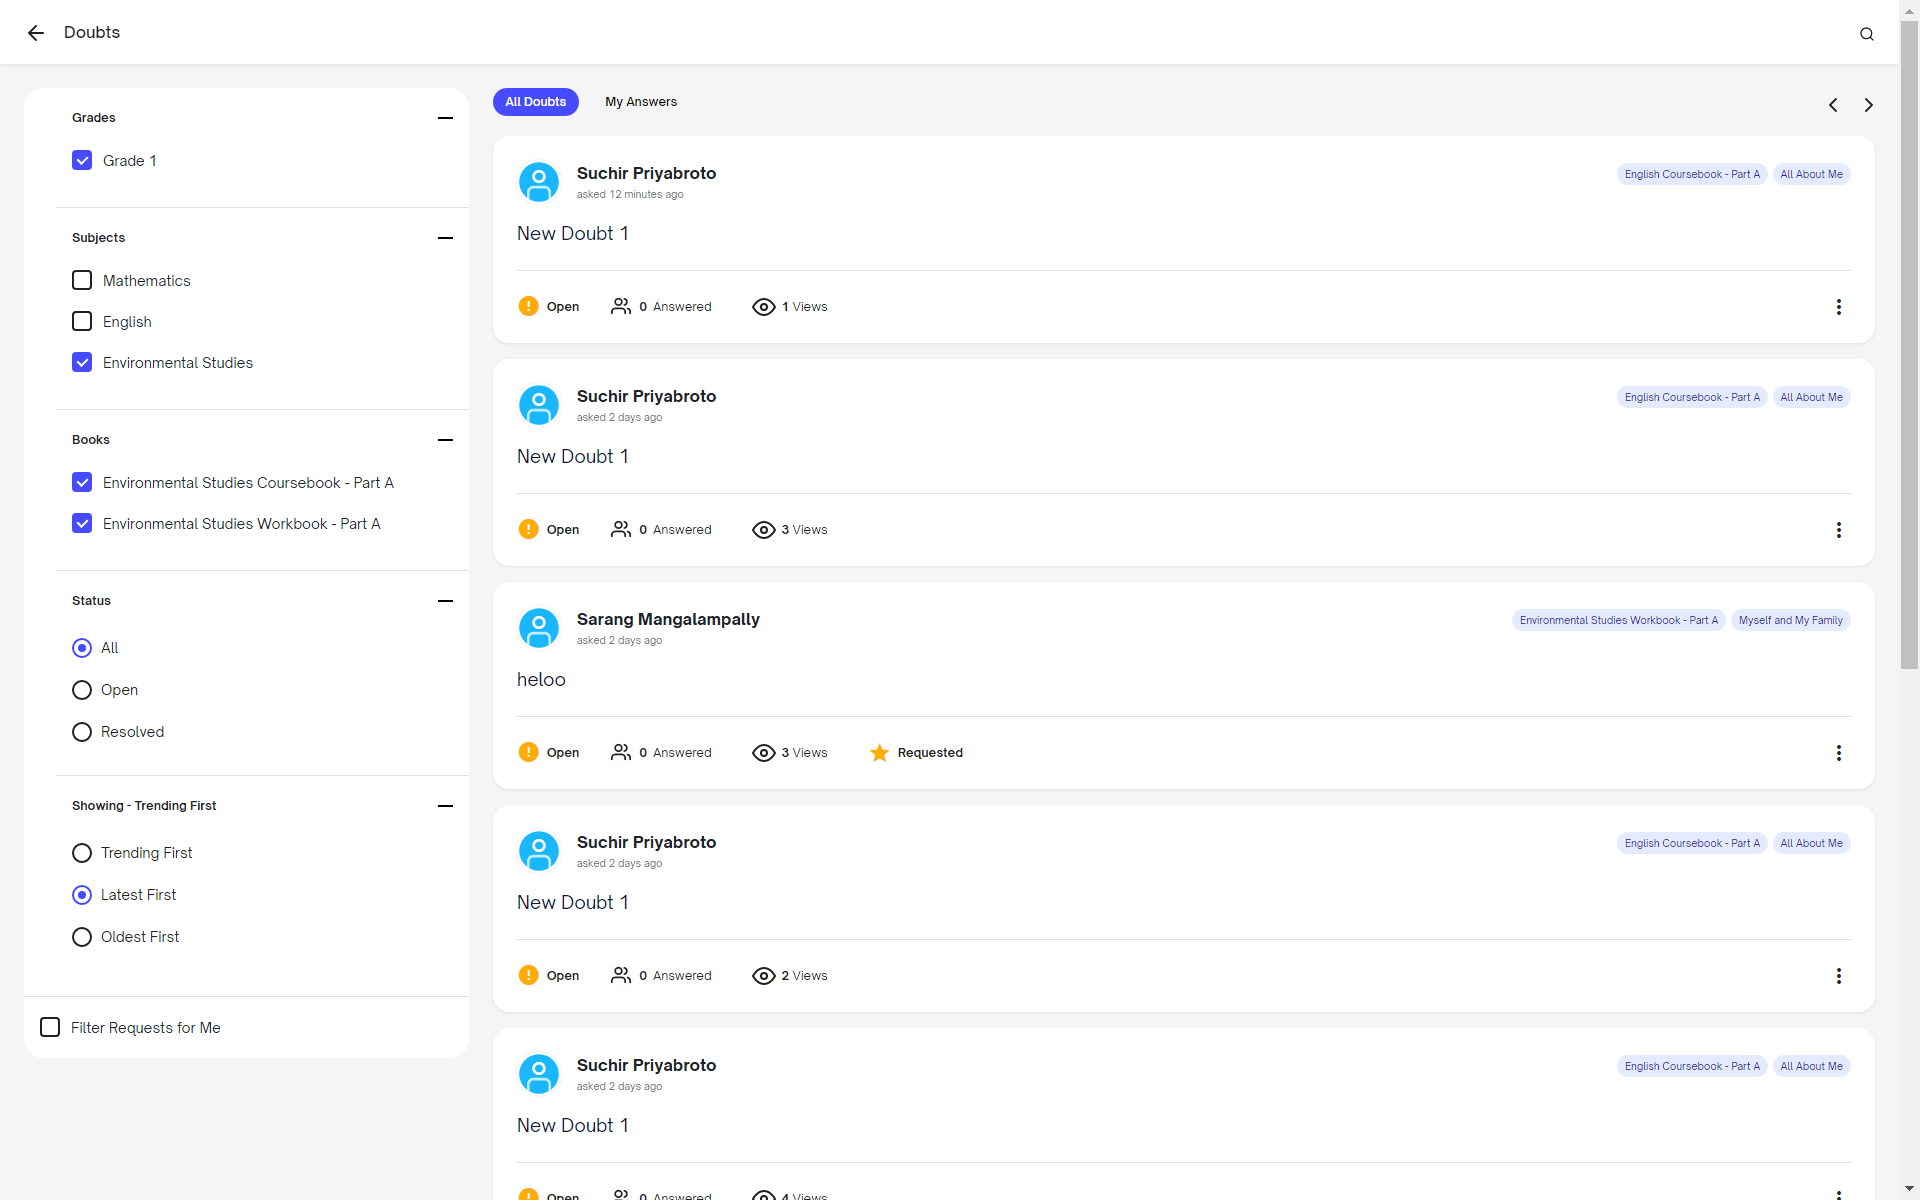 Doubts
Grades
Grade 1
Subjects
Mathematics
English
Environmental Studies
Books
Environmental Studies Coursebook - Part A
Environmental Studies Workbook - Part A
Status
All
Open
Resolved
Showing - Trending First
Trending First
Latest First
Oldest First
Filter Requests for Me
All Doubts My Answers
Suchir Priyabroto English Coursebook - Part A All About Me
asked 12 minutes ago
New Doubt 1
Open 0 Answered 1 Views
Suchir Priyabroto English Coursebook - Part A All About Me
asked 2 days ago
New Doubt 1
Open 0 Answered 3 Views
Sarang Mangalampally Environmental Studies Workbook - Part A Myself and My Family
asked 2 days ago
heloo
Open 0 Answered 3 Views Requested
Suchir Priyabroto English Coursebook - Part A All About Me
asked 2 days ago
New Doubt 1
Open 0 Answered 2 Views
Suchir Priyabroto English Coursebook - Part A All About Me
asked 2 days ago
New Doubt 1
Open 0 Answered 4 Views